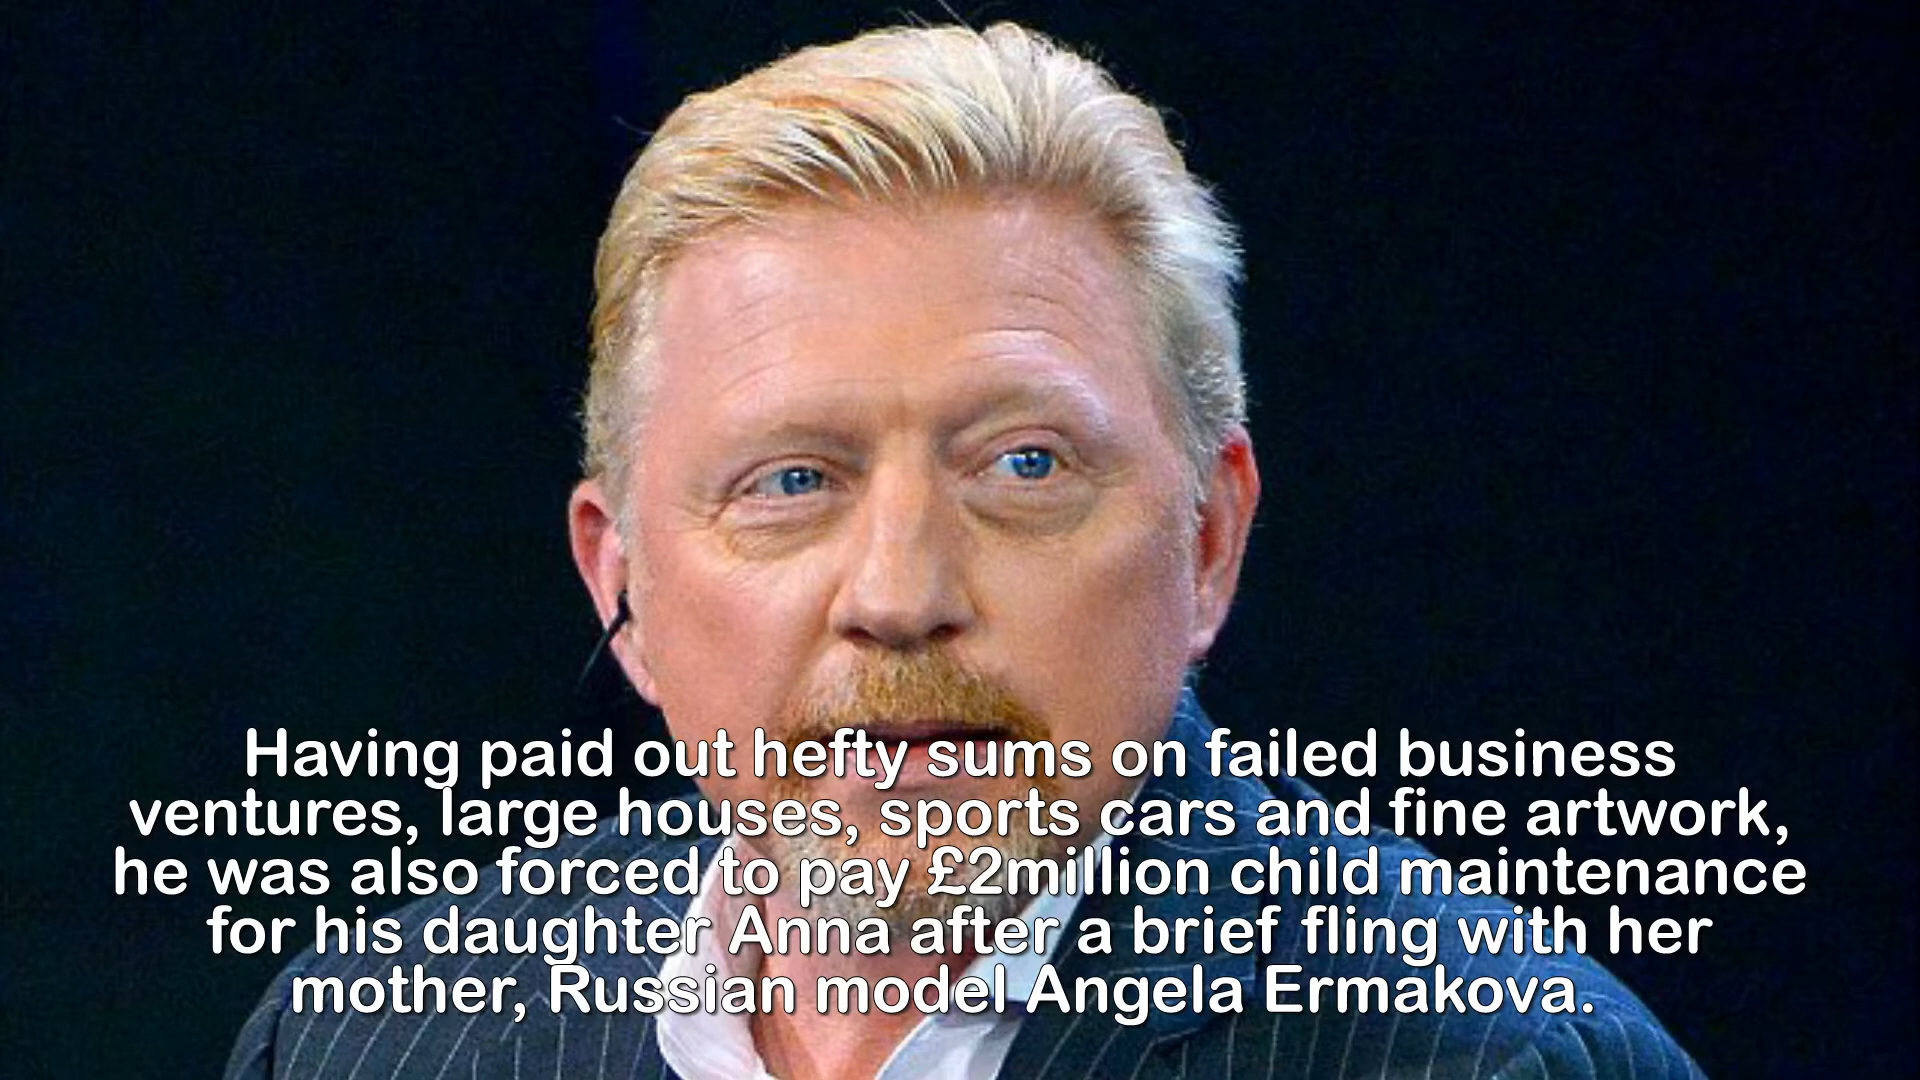 Having paid out hefty sums on failed business
ventures, large houses, sports cars and fine artwork,
he was also forced to pay £2million child maintenance
for his daughter Anna after a brief fling with her
mother, Russian model Angela Ermakova.